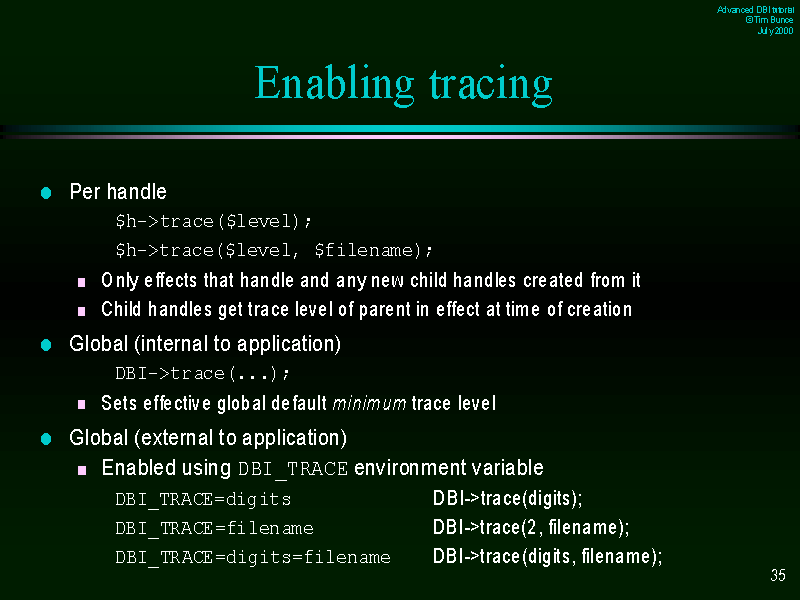 Advanced DBI tutorial
© Tim Bunce
July 2000
Enabling tracing
Per handle
$h->trace($level);
$h->trace($level, $filename);
Only effects that handle and any new child handles created from it
Child handles get trace level of parent in effect at time of creation
Global (internal to application)
DBI->trace(...);
Sets effective global default minimum trace level
Global (external to application)
Enabled using DBI_TRACE environment variable
DBI_TRACE=digits DBI->trace(digits);
DBI_TRACE=filename DBI->trace(2, filename);
DBI_TRACE=digits=filename DBI->trace(digits, filename);
35